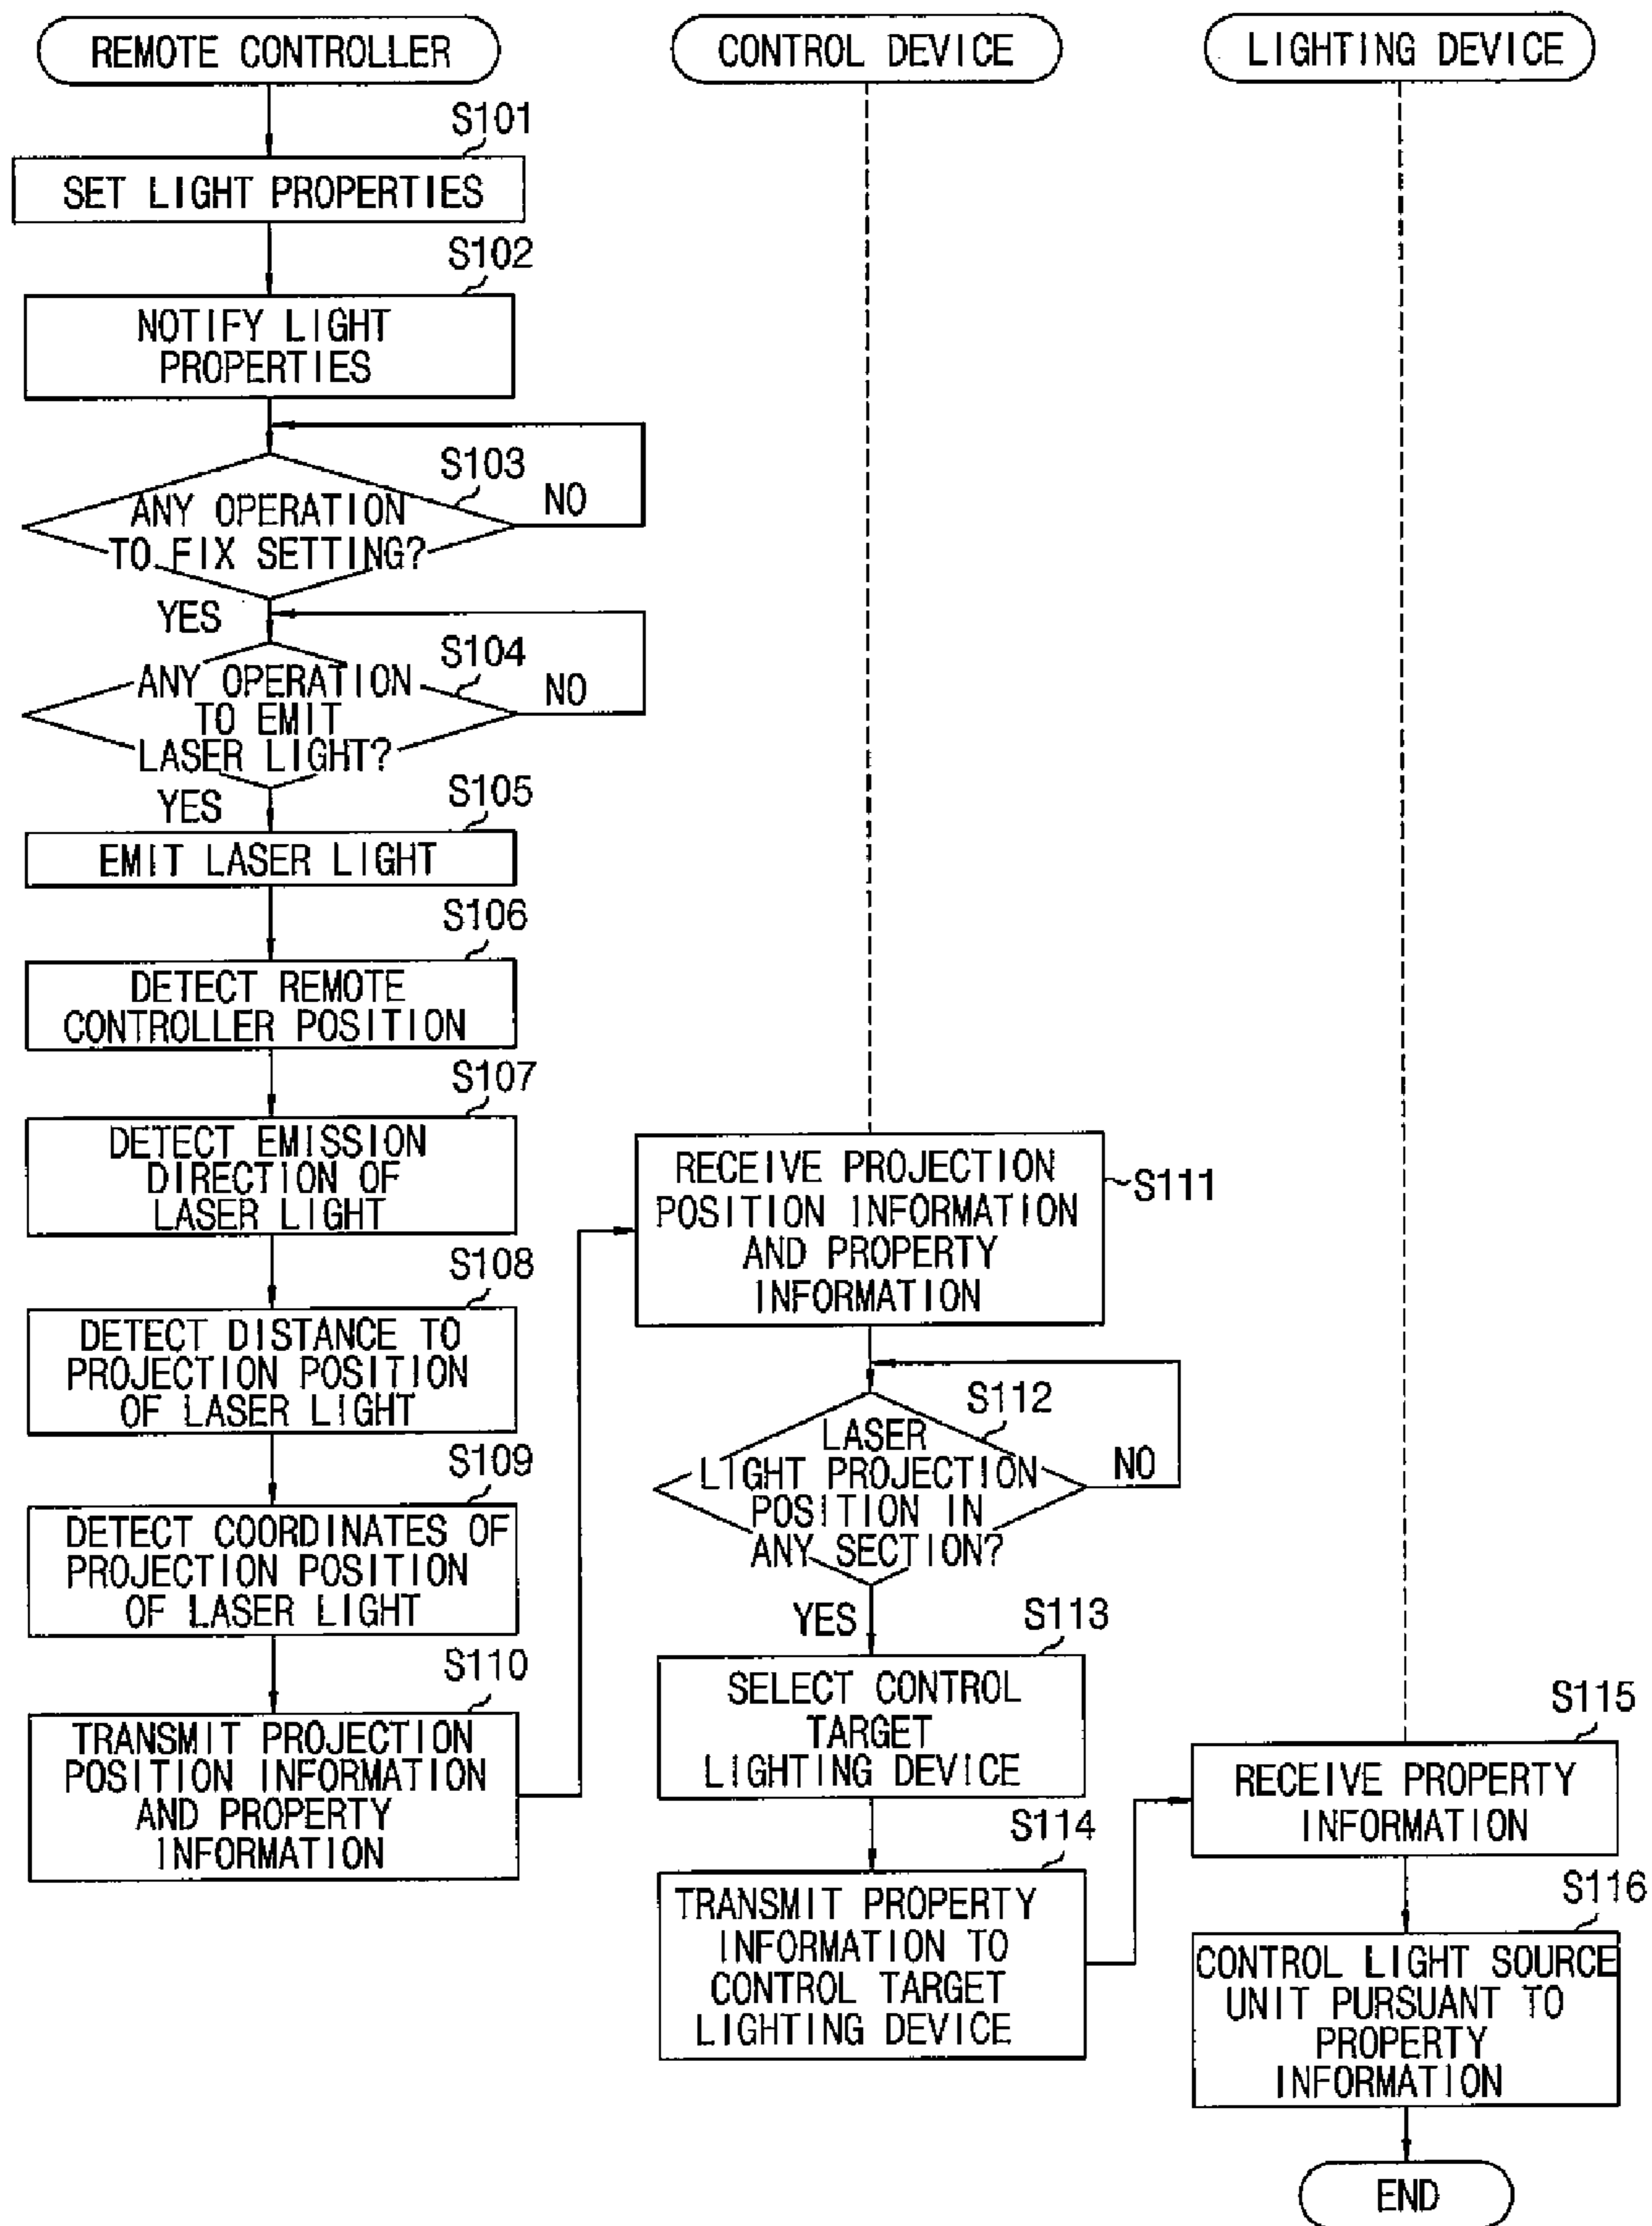 REMOTE CONTROLLER
S101
SET LIGHT PROPERTIES
S102
NOTIFY LIGHT
PROPERTIES
S103
ANY OPERATION
TO FIX SETTING?
NO
YES
S104
ANY OPERATION
TO EMIT
LASER LIGHT?
NO
YES
S105
EMIT LASER LIGHT
S106
DETECT REMOTE
CONTROLLER POSITION
S107
DETECT EMISSION
DIRECTION OF
LASER LIGHT
S108
DETECT DISTANCE TO
PROJECTION POSITION
OF LASER LIGHT
S109
DETECT COORDINATES OF
PROJECTION POSITION
OF LASER LIGHT
S110
TRANSMIT PROJECTION
POSITION INFORMATION
AND PROPERTY
INFORMATION
CONTROL DEVICE
RECEIVE PROJECTION
POSITION INFORMATION
AND PROPERTY
INFORMATION
S111
S112
LASER
LIGHT PROJECTION
POSITION IN
ANY SECTION?
NO
YES
S113
SELECT CONTROL
TARGET
LIGHTING DEVICE
S114
TRANSMIT PROPERTY
INFORMATION TO
CONTROL TARGET
LIGHTING DEVICE
LIGHTING DEVICE
S115
RECEIVE PROPERTY
INFORMATION
S116
CONTROL LIGHT SOURCE
UNIT PURSUANT TO
PROPERTY
INFORMATION
END